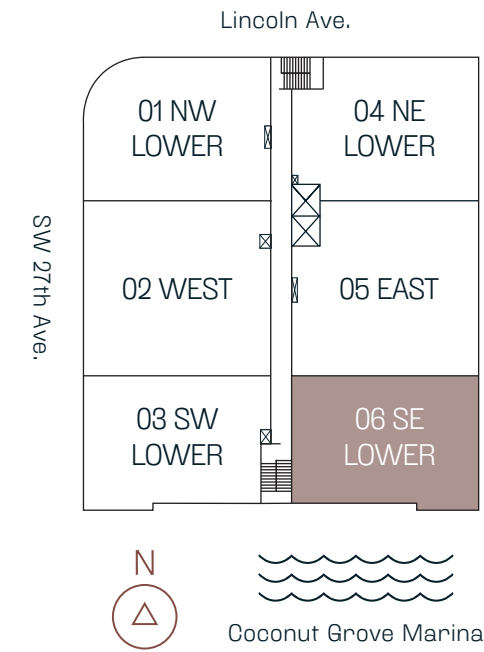 Lincoln Ave.
01 NW
LOWER
04 NE
LOWER
SW 27th Ave.
02 WEST
05 EAST
03 SW
LOWER
06 SE
LOWER
N
Coconut Grove Marina